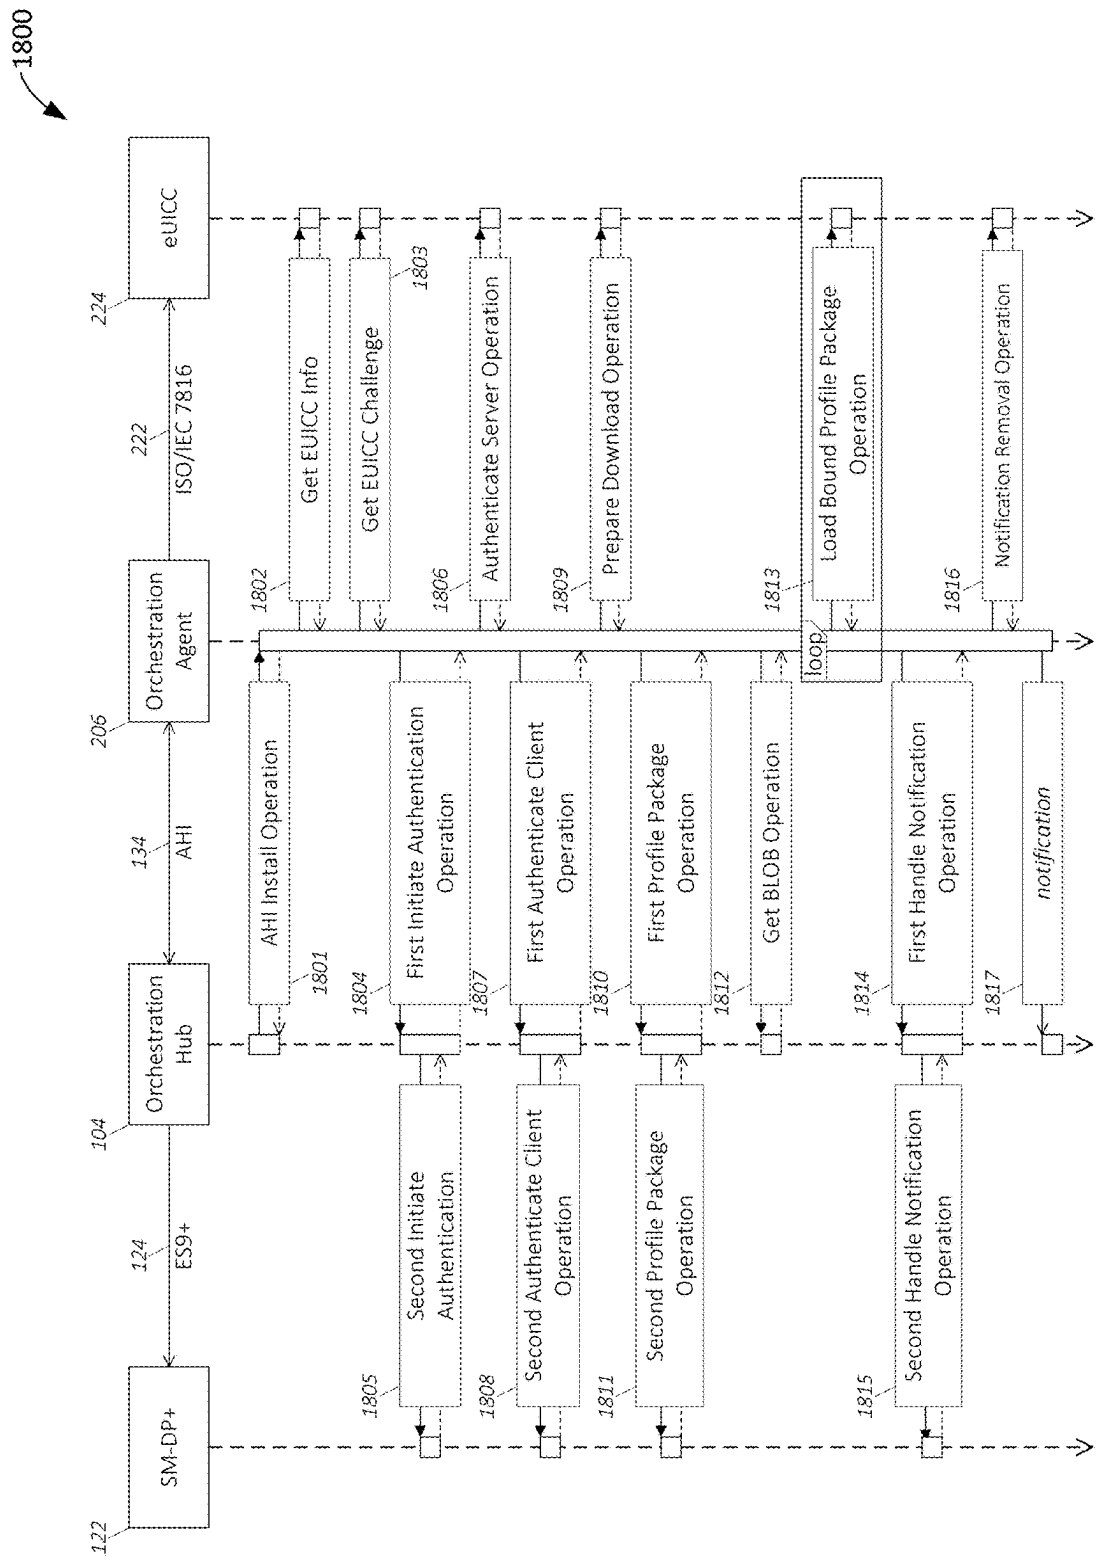 1800
122
SM-DP+
124
ES9+
104
Orchestration
Hub
134
AHI
206
Orchestration
Agent
222
ISO/IEC 7816
224
eUICC
AHI Install Operation
1801
1802
Get EUICC Info
Get EUICC Challenge
1803
1804
First Initiate Authentication
Operation
1805
Second Initiate
Authentication
1806
Authenticate Server Operation
1807
First Authenticate Client
Operation
1808
Second Authenticate Client
Operation
1809
Prepare Download Operation
1810
First Profile Package
Operation
1811
Second Profile Package
Operation
1812
Get BLOB Operation
loop
1813
Load Bound Profile Package
Operation
1814
First Handle Notification
Operation
1815
Second Handle Notification
Operation
1816
Notification Removal Operation
1817
notification